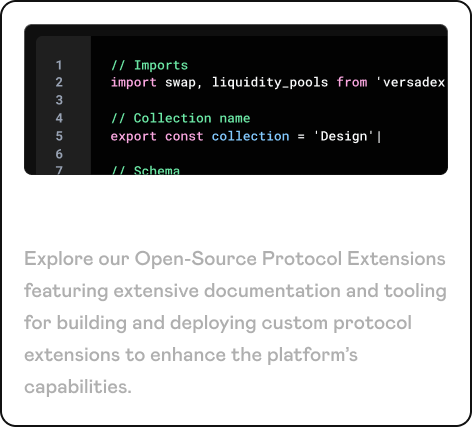 1 // Imports
2 import swap, liquidity_pools from 'versadex
3
4 // Collection name
5 export const collection = 'Design'|
6
7 // Schema
Explore our Open-Source Protocol Extensions
featuring extensive documentation and tooling
for building and deploying custom protocol
extensions to enhance the platform’s
capabilities.